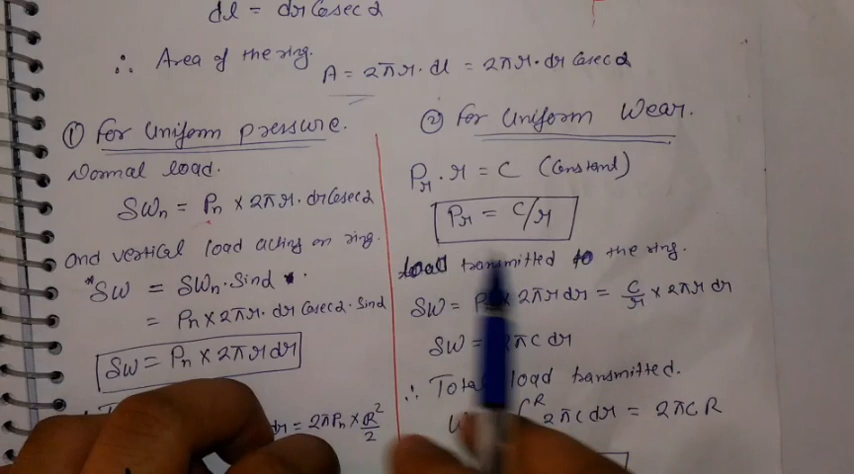 dl = dr Cosec α
∴ Area of the ring.
A = 2πr · dl = 2πr · dr Cosec α
① For Uniform Pressure.
Normal load.
δWn = Pn × 2πr · dr Cosec α
and vertical load acting on ring.
*δW = δWn · Sin α
= Pn × 2πr · dr Cosec α · Sin α
δW = Pn × 2πr dr
dr = 2πPn × R²/2
② For Uniform Wear.
Pr · r = C (Constant)
Pr = C/r
Load transmitted to the ring.
δW = × 2πr dr = C/r × 2πr dr
δW = 2πC dr
∴ Total load transmitted.
W R 2πC dr = 2πCR